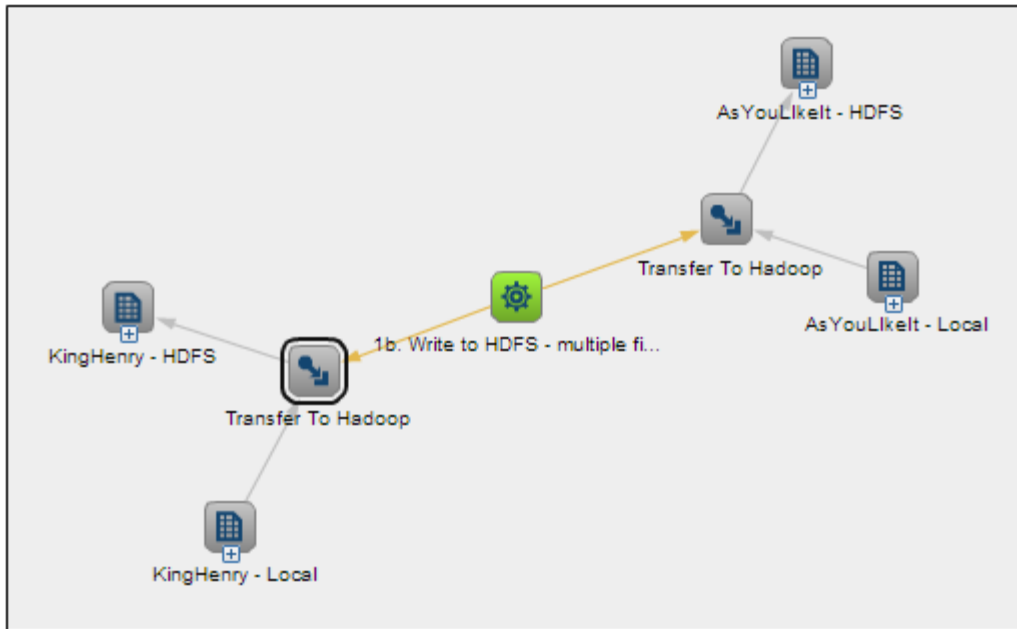 AsYouLIkeIt - HDFS
Transfer To Hadoop
AsYouLIkeIt - Local
1b. Write to HDFS - multiple fi...
KingHenry - HDFS
Transfer To Hadoop
KingHenry - Local